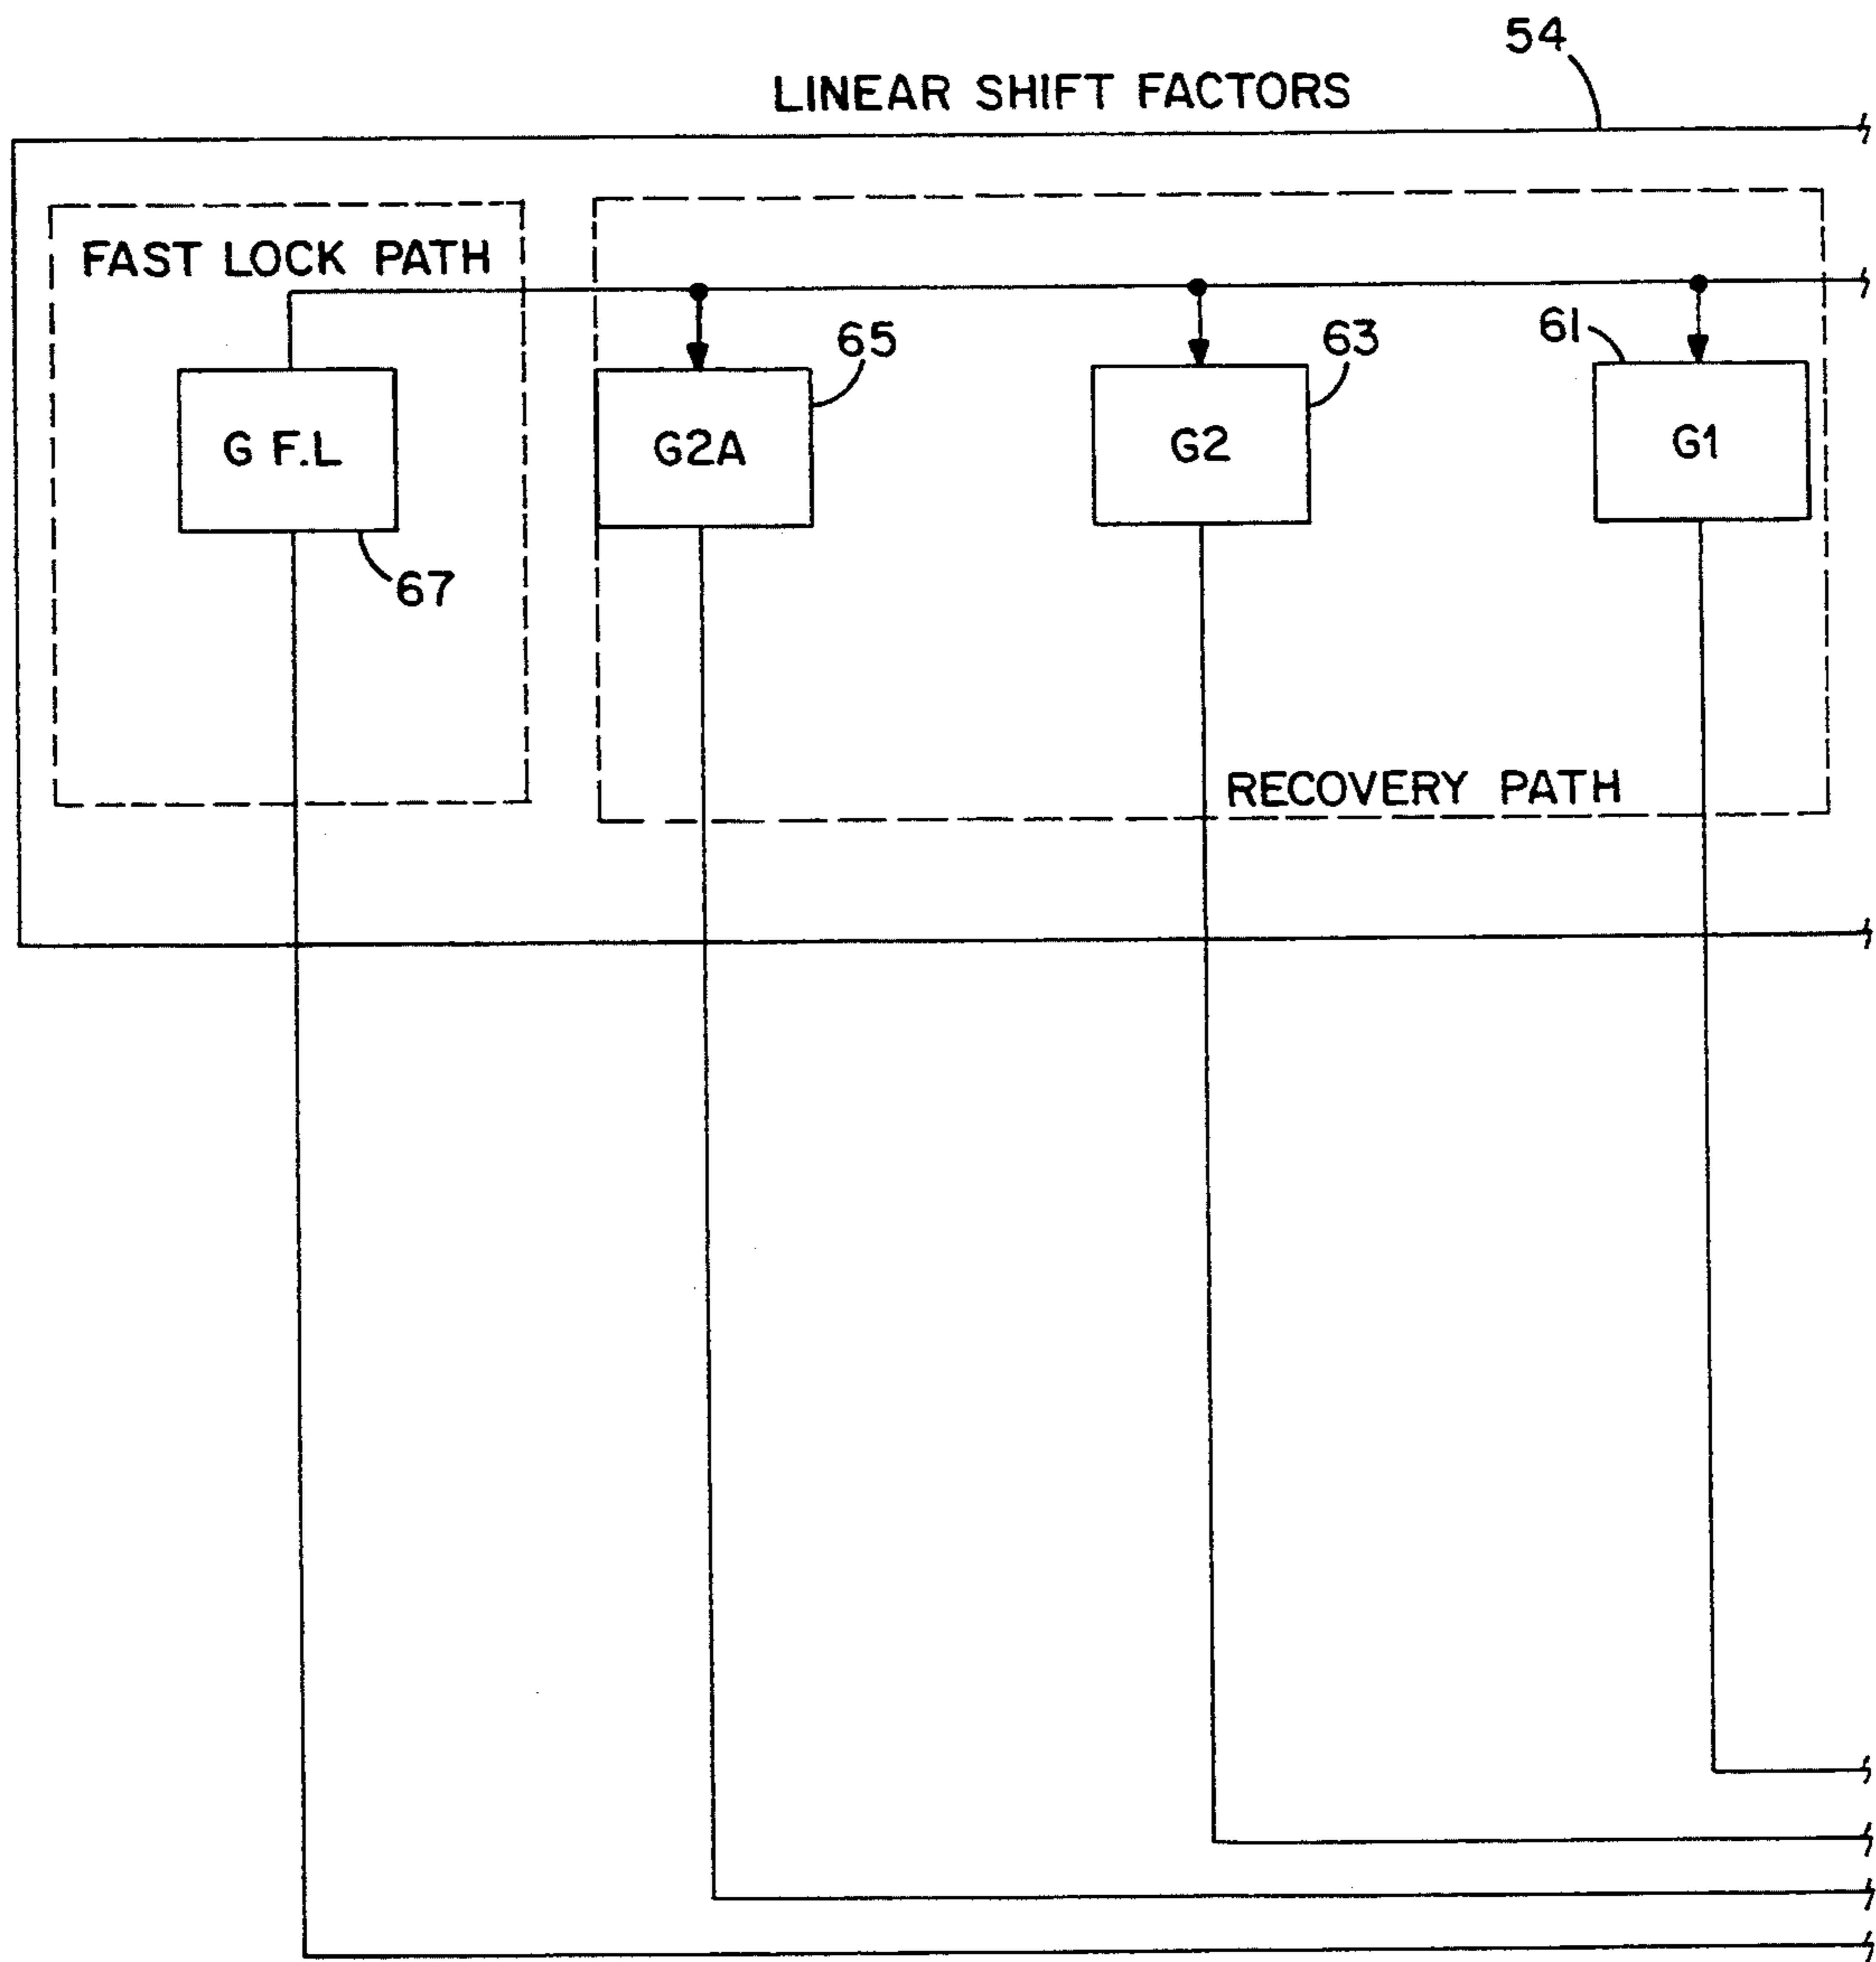 54
LINEAR SHIFT FACTORS
FAST LOCK PATH
65
63
61
G F.L
G2A
G2
G1
67
RECOVERY PATH